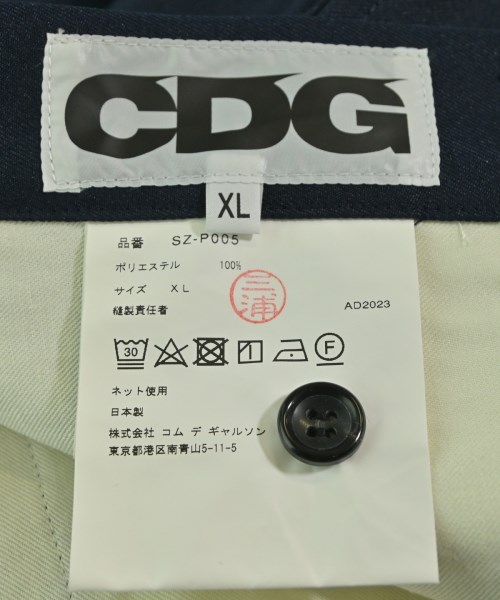 CDG
XL
品番 SZ-P005
ポリエステル 100%
サイズ XL
三浦
縫製責任者
AD2023
30 F
ネット使用
日本製
株式会社 コム デ ギャルソン
東京都港区南青山5-11-5